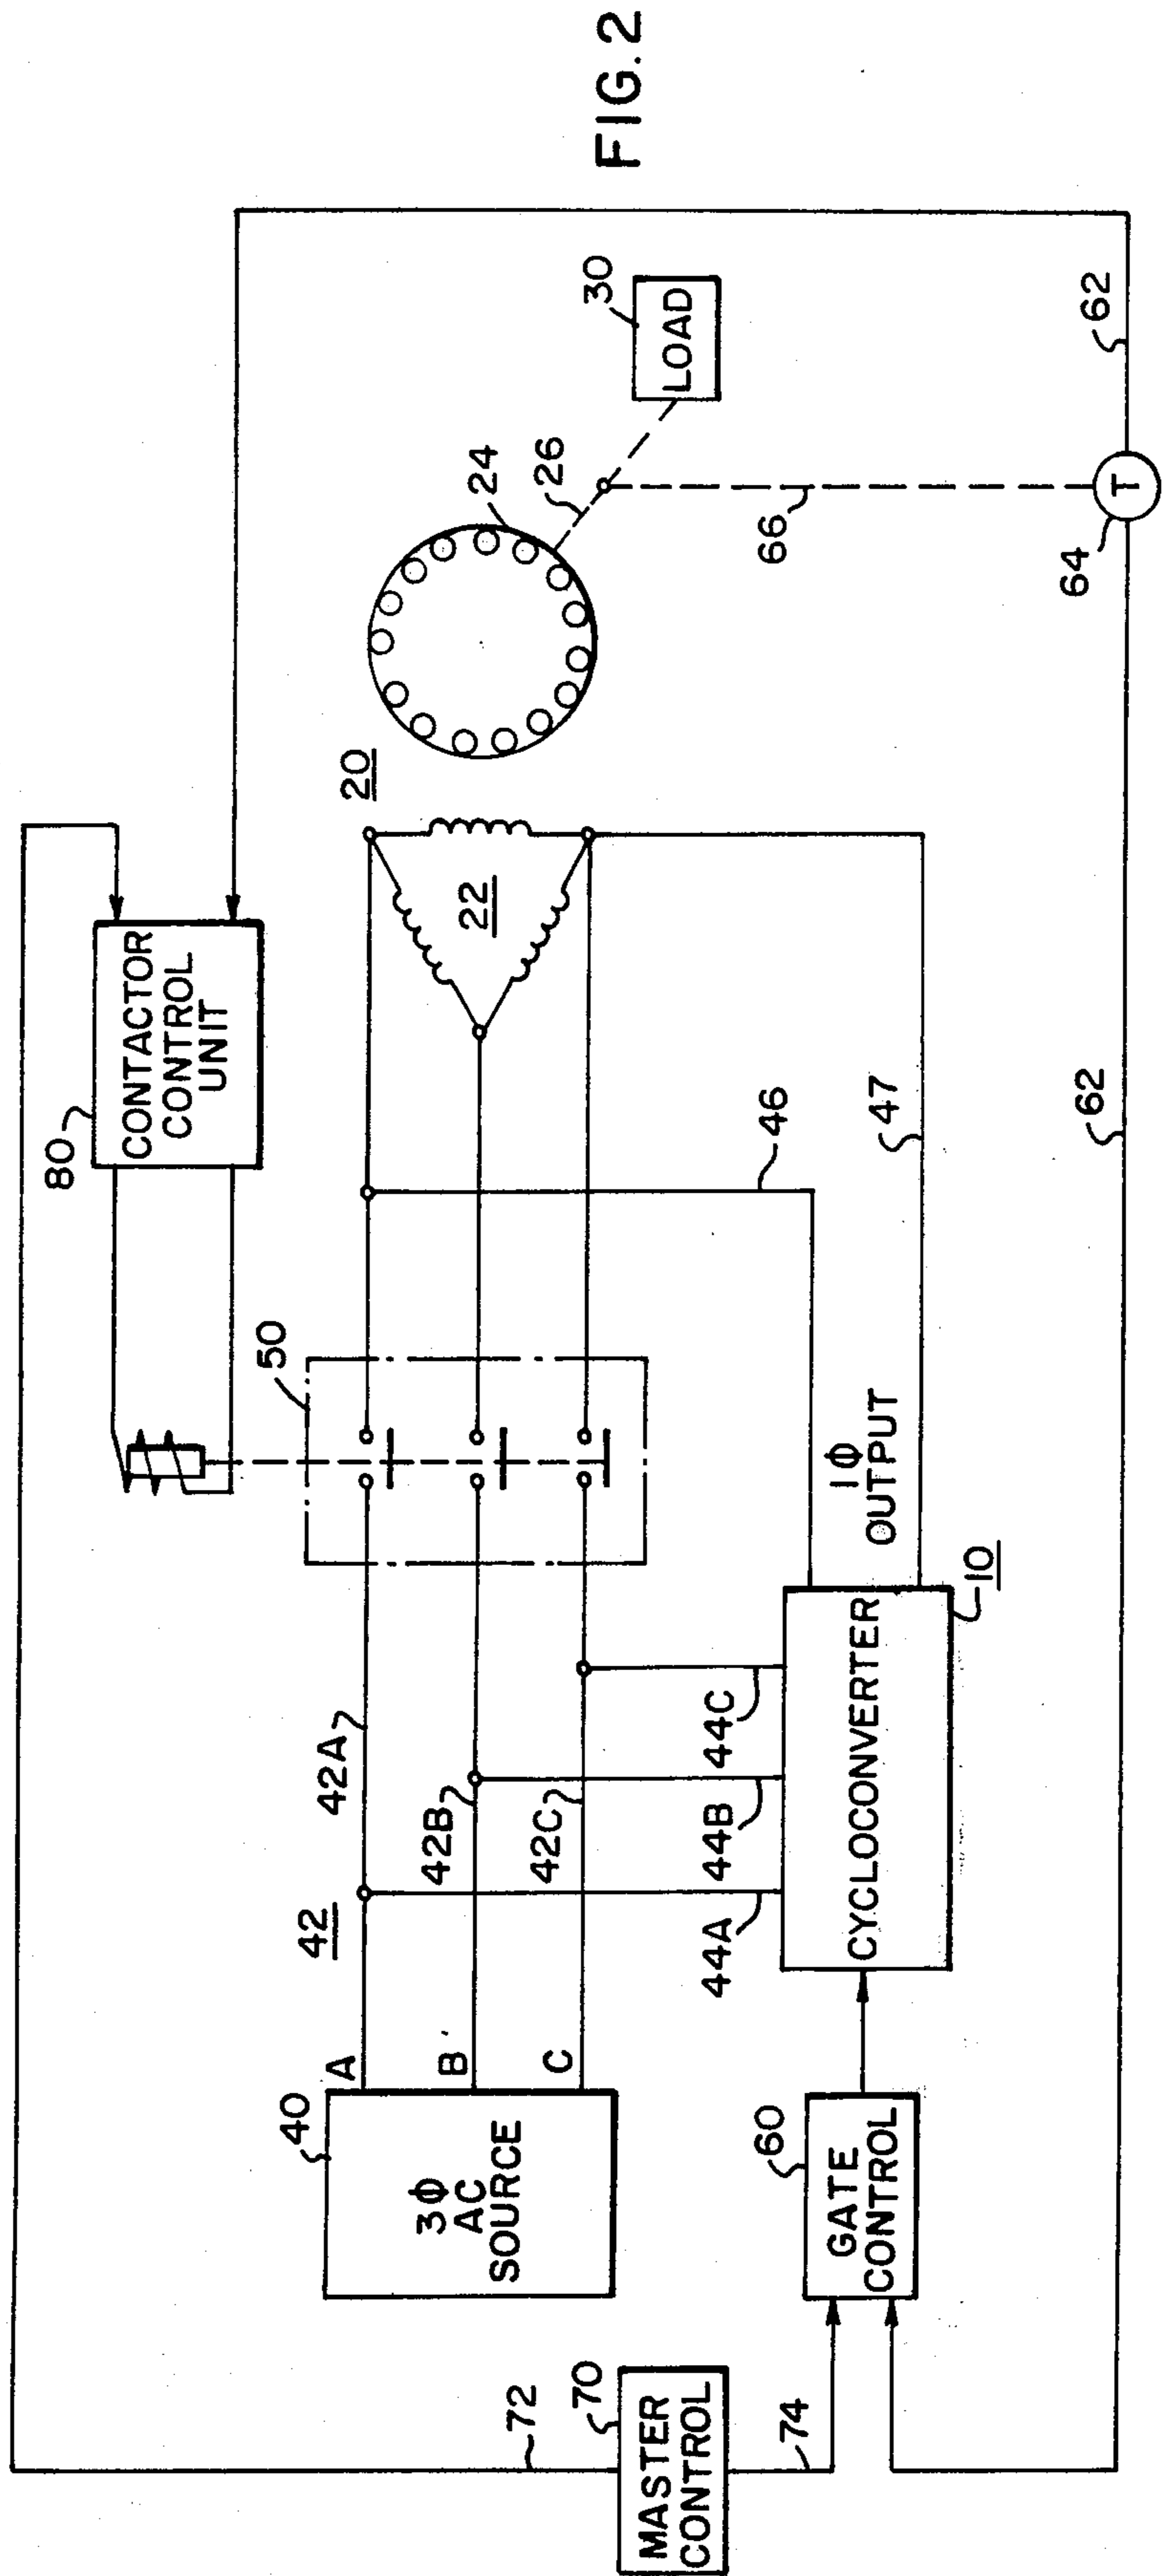 FIG. 2
72
70
MASTER
CONTROL
74
40
3Φ
AC
SOURCE
A
B
C
42
42A
42B
42C
44A
44B
44C
60
GATE
CONTROL
CYCLOCONVERTER
10
1Φ
OUTPUT
50
80
CONTACTOR
CONTROL
UNIT
46
47
62
20
22
24
26
30
LOAD
66
64
T
62